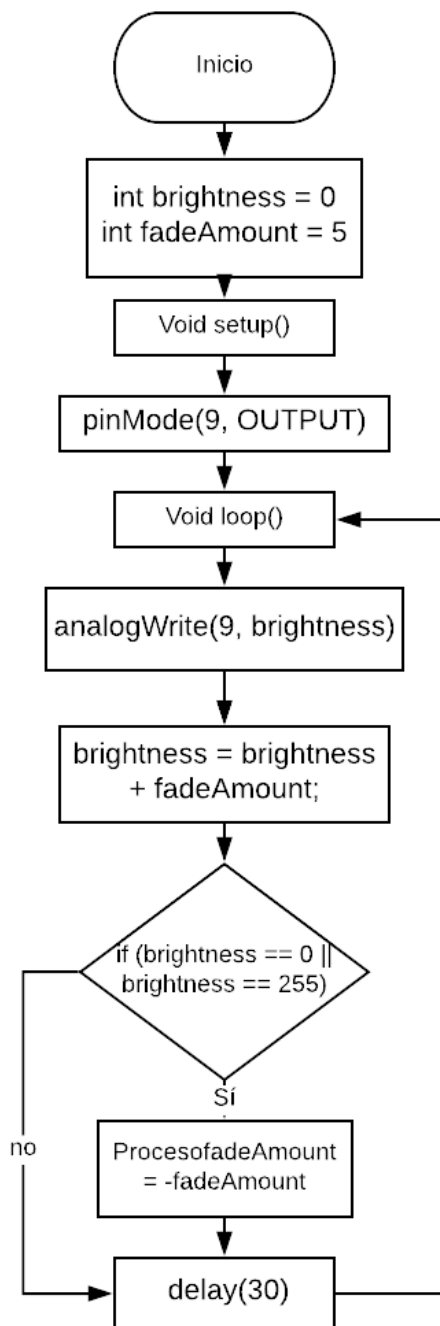 Inicio
int brightness = 0
int fadeAmount = 5
Void setup()
pinMode(9, OUTPUT)
Void loop()
analogWrite(9, brightness)
brightness = brightness
+ fadeAmount;
if (brightness == 0 ||
brightness == 255)
Sí
no
ProcesofadeAmount
= -fadeAmount
delay(30)